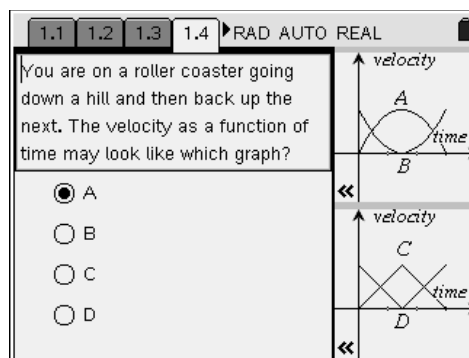 1.1 1.2 1.3 1.4 RAD AUTO REAL
You are on a roller coaster going
down a hill and then back up the
next. The velocity as a function of
time may look like which graph?
A
B
C
D
velocity
A
time
B
velocity
C
time
D